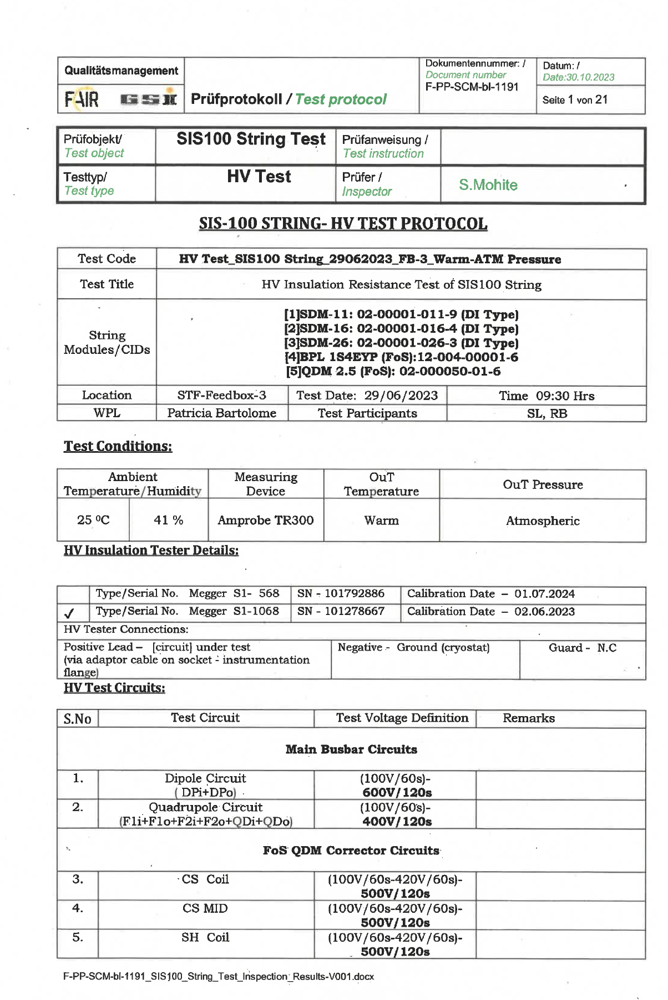 Qualitätsmanagement
FAIR GSI
Prüfprotokoll / Test protocol
Dokumentennummer: /
Document number
F-PP-SCM-bl-1191
Datum: /
Date:30.10.2023
Seite 1 von 21
Prüfobjekt/
Test object
SIS100 String Test
Prüfanweisung /
Test instruction
Testtyp/
Test type
HV Test
Prüfer /
Inspector
S.Mohite
SIS-100 STRING- HV TEST PROTOCOL
Test Code HV Test_SIS100 String_29062023_FB-3_Warm-ATM Pressure
Test Title HV Insulation Resistance Test of SIS100 String
String
Modules/CIDs
[1]SDM-11: 02-00001-011-9 (DI Type)
[2]SDM-16: 02-00001-016-4 (DI Type)
[3]SDM-26: 02-00001-026-3 (DI Type)
[4]BPL 1S4EYP (FoS):12-004-00001-6
[5]QDM 2.5 (FoS): 02-000050-01-6
Location STF-Feedbox-3 Test Date: 29/06/2023 Time 09:30 Hrs
WPL Patricia Bartolome Test Participants SL, RB
Test Conditions:
Ambient
Temperature/Humidity
Measuring
Device
OuT
Temperature
OuT Pressure
25 ⁰C 41 % Amprobe TR300 Warm Atmospheric
HV Insulation Tester Details:
Type/Serial No. Megger S1- 568 SN - 101792886 Calibration Date – 01.07.2024
✓ Type/Serial No. Megger S1-1068 SN - 101278667 Calibration Date – 02.06.2023
HV Tester Connections:
Positive Lead – [circuit] under test
(via adaptor cable on socket - instrumentation
flange)
Negative - Ground (cryostat)
Guard - N.C
HV Test Circuits:
S.No Test Circuit Test Voltage Definition Remarks
Main Busbar Circuits
1. Dipole Circuit (100V/60s)-
( DPi+DPo) 600V/120s
2. Quadrupole Circuit (100V/60s)-
(F1i+F1o+F2i+F2o+QDi+QDo) 400V/120s
FoS QDM Corrector Circuits
3. CS Coil (100V/60s-420V/60s)-
500V/120s
4. CS MID (100V/60s-420V/60s)-
500V/120s
5. SH Coil (100V/60s-420V/60s)-
500V/120s
F-PP-SCM-bl-1191_SIS100_String_Test_Inspection_Results-V001.docx